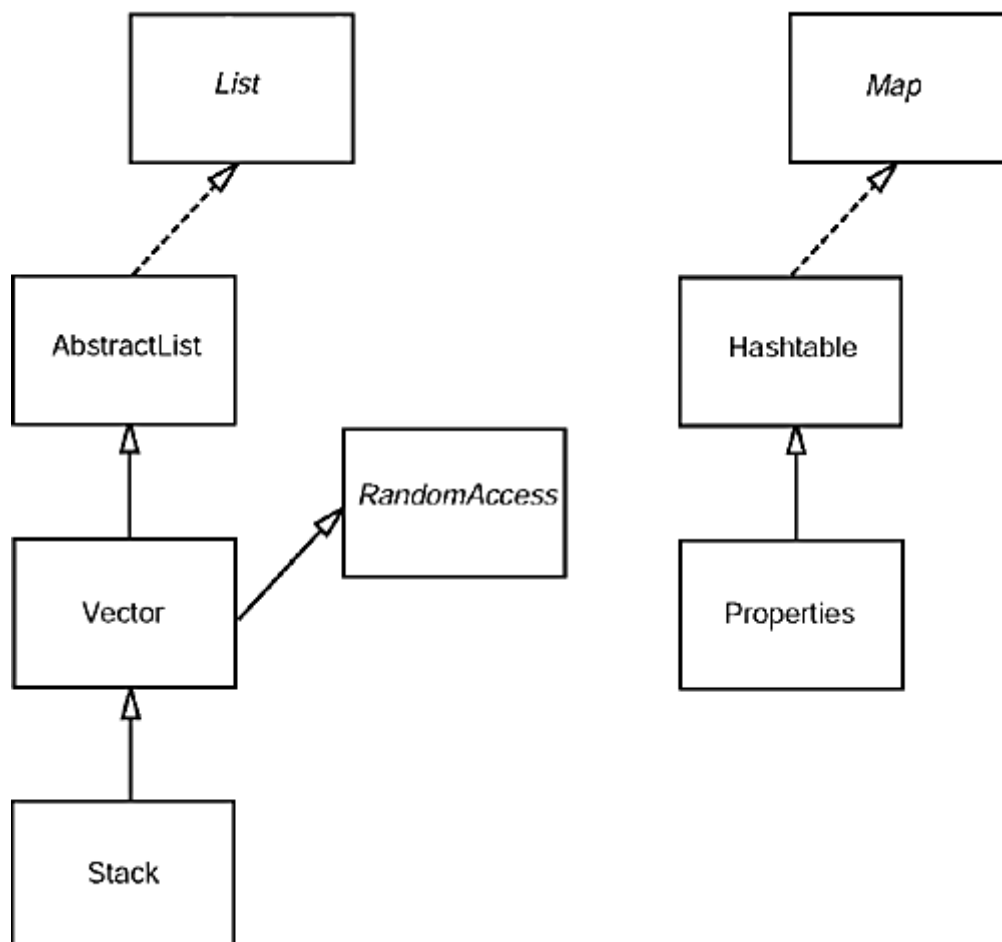 List
Map
AbstractList
Hashtable
RandomAccess
Vector
Properties
Stack